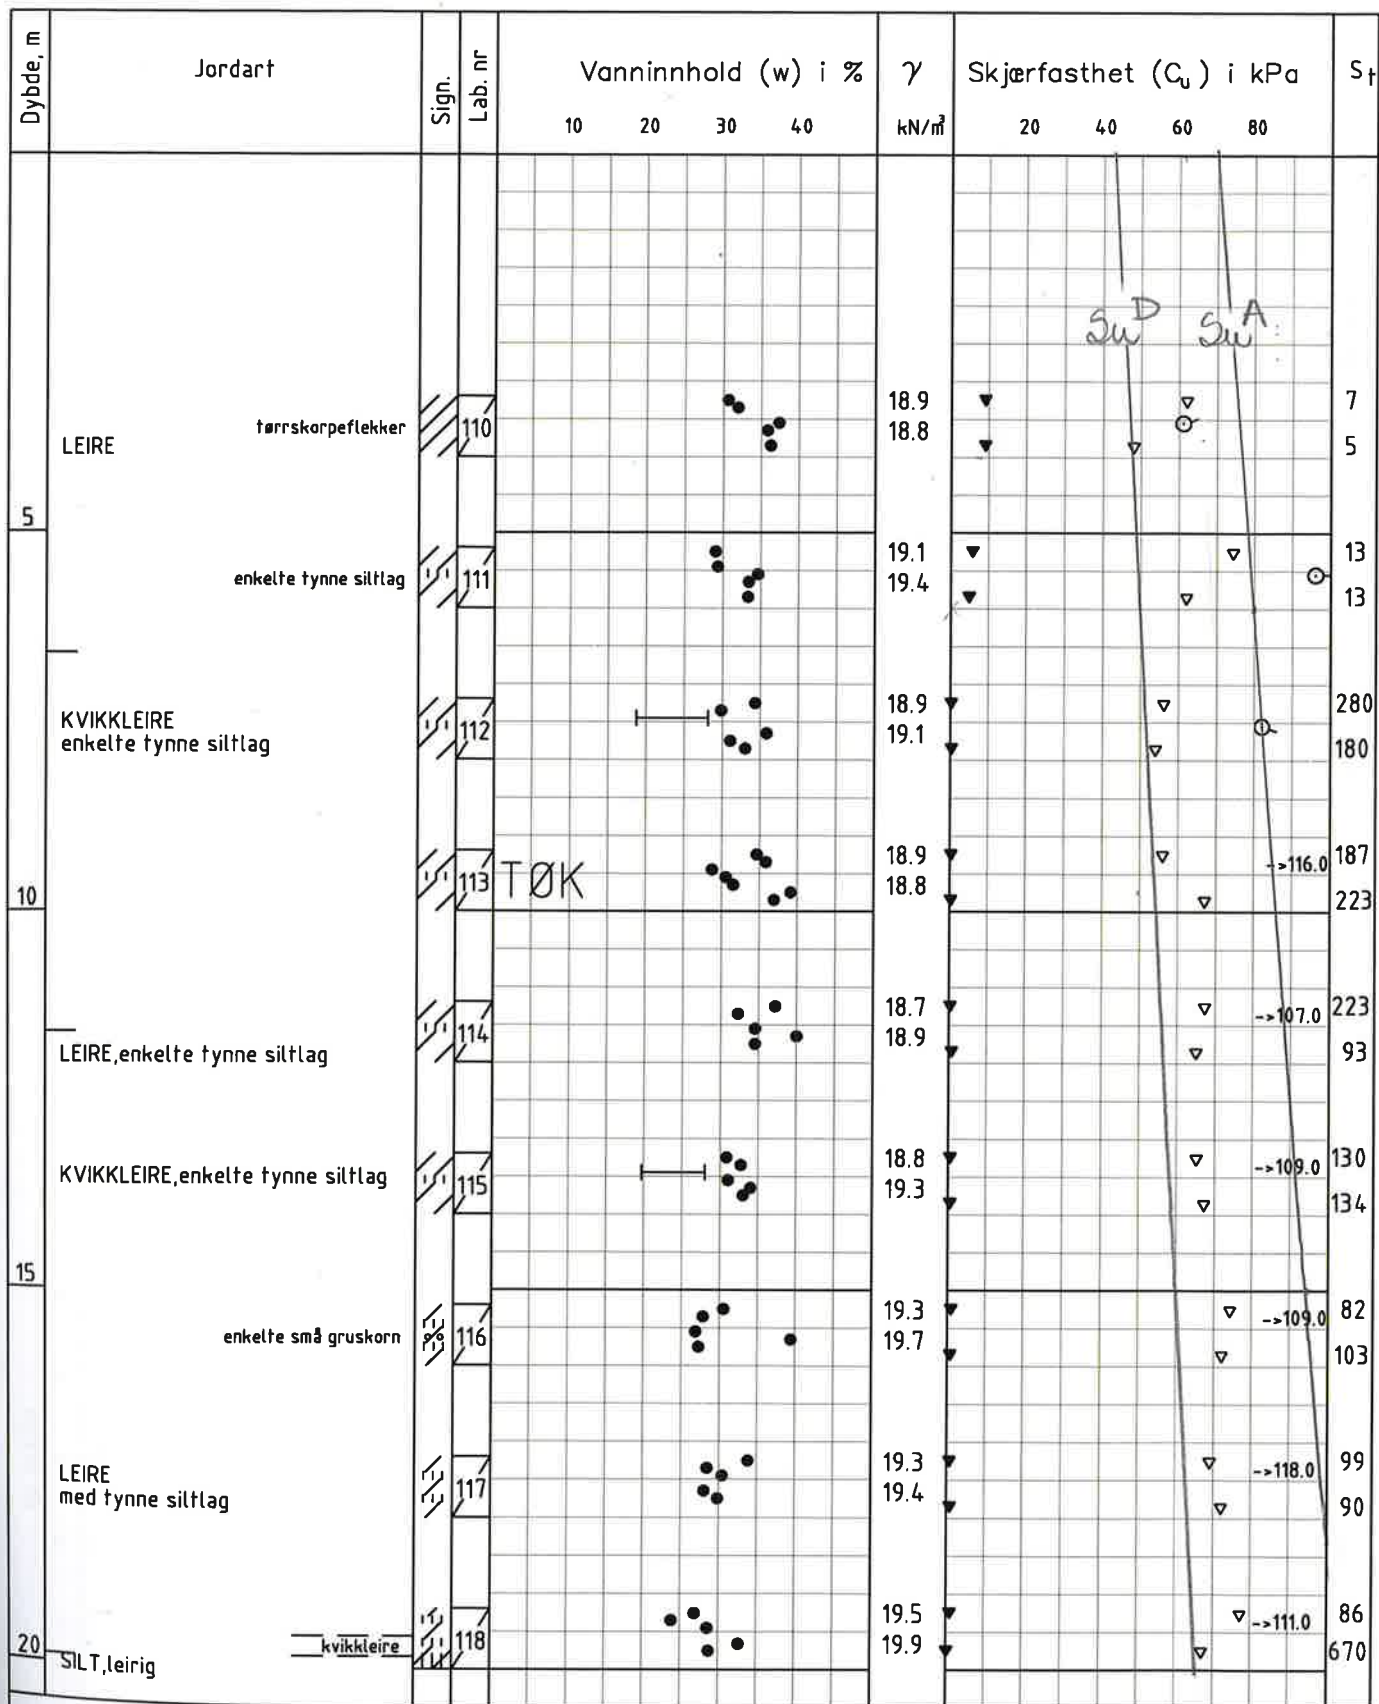 Dybde, m
Jordart
Sign.
Lab. nr
Vanninnhold (w) i %
γ
Skjærfasthet (Cu) i kPa
St
10 20 30 40
kN/m³
20 40 60 80
SuD SuA
tørrskorpeflekker 110 18.9 7
18.8
LEIRE 5
5
111 19.1 13
enkelte tynne siltlag 19.4
13
KVIKKLEIRE 112 18.9 280
enkelte tynne siltlag 19.1 180
113 TØK 18.9 ->116.0 187
10 18.8 223
114 18.7 ->107.0 223
LEIRE,enkelte tynne siltlag 18.9 93
KVIKKLEIRE,enkelte tynne siltlag 115 18.8 ->109.0 130
19.3 134
15
enkelte små gruskorn 116 19.3 ->109.0 82
19.7 103
LEIRE 117 19.3 ->118.0 99
med tynne siltlag 19.4 90
118 19.5 ->111.0 86
20 kvikkleire 19.9 670
SILT,leirig